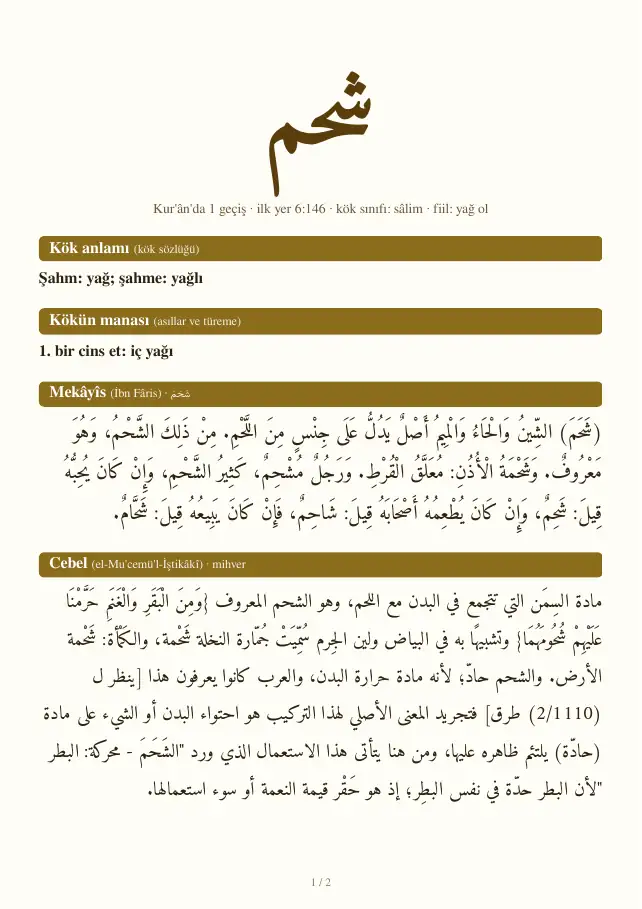 شحم
Kur'ân'da 1 geçiş · ilk yer 6:146 · kök sınıfı: sâlim · fiil: yağ ol
Kök anlamı (kök sözlüğü)
Şahm: yağ; şahme: yağlı
Kökün manası (asıllar ve türeme)
1. bir cins et: iç yağı
Mekâyîs (İbn Fâris) · شَحَمَ
(شَحَمَ) الشِّينُ وَالْحَاءُ وَالْمِيمُ أَصْلٌ يَدُلُّ عَلَى جِنْسٍ مِنَ اللَّحْمِ. مِنْ ذَلِكَ الشَّحْمُ، وَهُوَ
مَعْرُوفٌ. وَشَحْمَةُ الْأُذُنِ: مُعَلَّقُ الْقُرْطِ. وَرَجُلٌ مُشْحِمٌ، كَثِيرُ الشَّحْمِ، وَإِنْ كَانَ يُحِبُّهُ
قِيلَ: شَحِمٌ، وَإِنْ كَانَ يُطْعِمُهُ أَصْحَابَهُ قِيلَ: شَاحِمٌ، فَإِنْ كَانَ يَبِيعُهُ قِيلَ: شَحَّامٌ.
Cebel (el-Mu'cemü'l-İştikâkî) · mihver
مادة السِمَن التي تتجمع في البدن مع اللحم، وهو الشحم المعروف {وَمِنَ الْبَقَرِ وَالْغَنَمِ حَرَّمْنَا
عَلَيْهِمْ شُحُومَهُمَا} وتشبيهًا به في البياض ولين الجرم سُمِّيَتْ جُمّارة النخلة شَحْمة، والكَمْأة: شَحْمة
الأرض. والشحم حادّ؛ لأنه مادة حرارة البدن، والعرب كانوا يعرفون هذا [ينظر ل
(2/1110) طرق] فتجريد المعنى الأصلي لهذا التركيب هو احتواء البدن أو الشيء على مادة
(حادّة) يلتئم ظاهره عليها، ومن هنا يتأتى هذا الاستعمال الذي ورد "الشَحَمَ - محركة: البطر
"لأن البطر حدّة في نفس البطِر؛ إذ هو حَقْر قيمة النعمة أو سوء استعمالها.
1 / 2